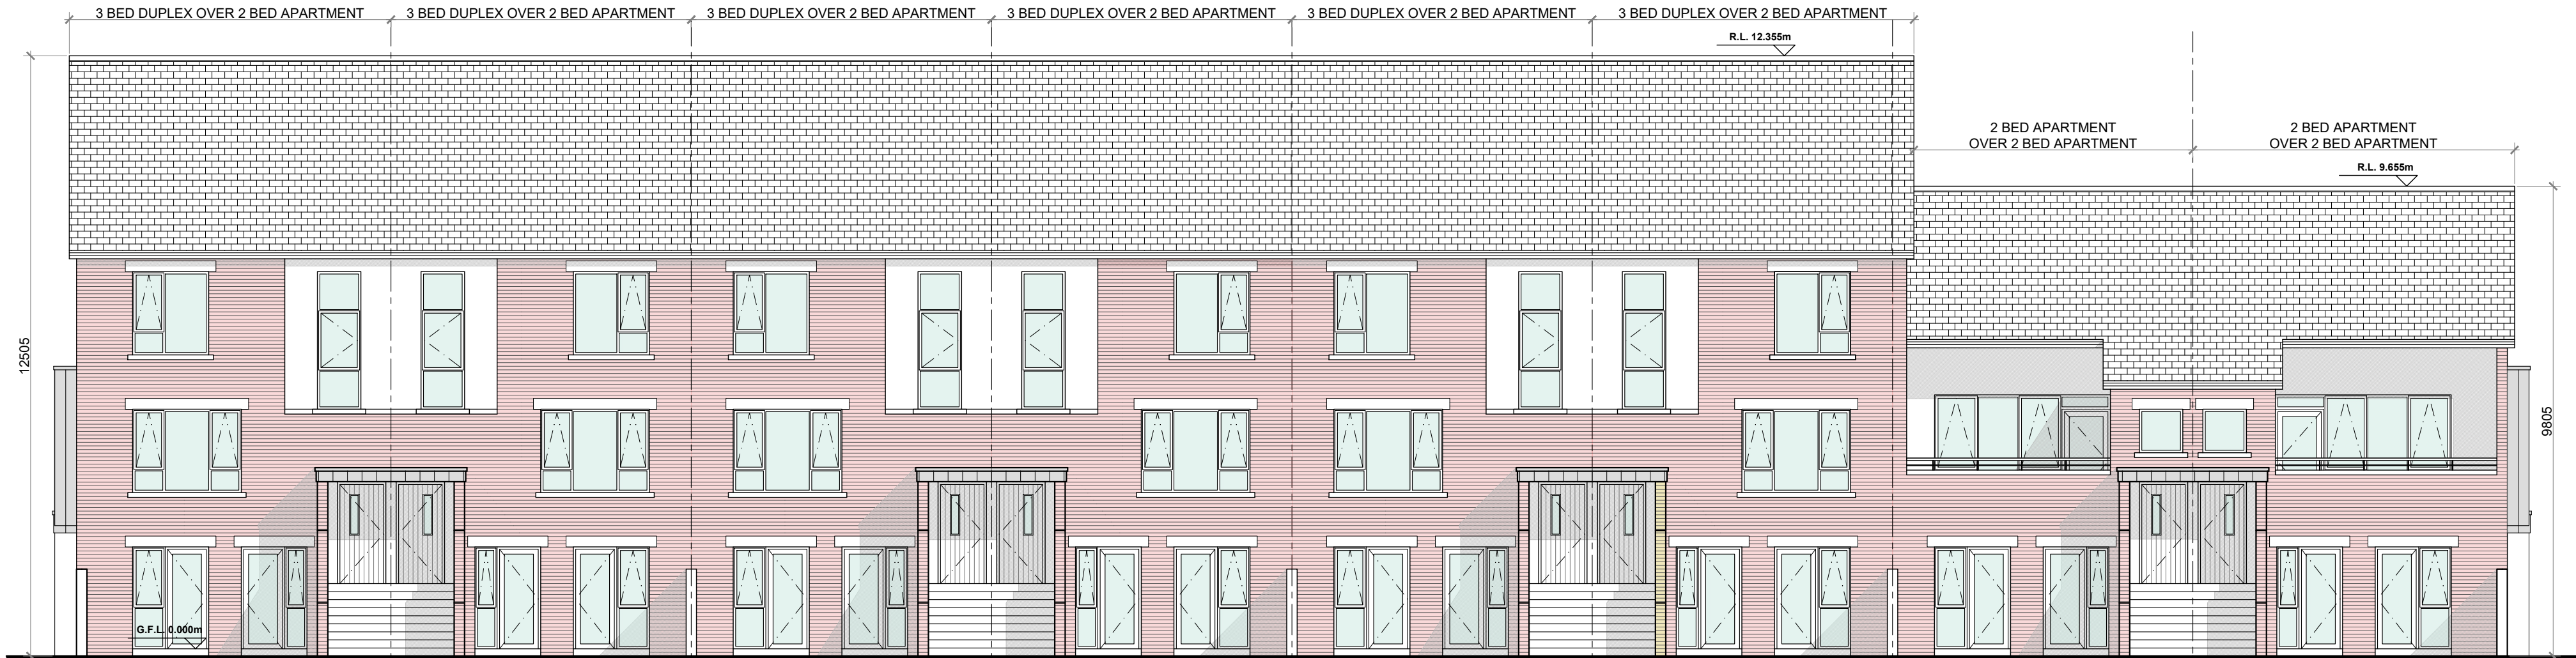 3 BED DUPLEX OVER 2 BED APARTMENT
3 BED DUPLEX OVER 2 BED APARTMENT
3 BED DUPLEX OVER 2 BED APARTMENT
3 BED DUPLEX OVER 2 BED APARTMENT
3 BED DUPLEX OVER 2 BED APARTMENT
3 BED DUPLEX OVER 2 BED APARTMENT
R.L. 12.355m
2 BED APARTMENT
OVER 2 BED APARTMENT
2 BED APARTMENT
OVER 2 BED APARTMENT
R.L. 9.655m
12505
9805
G.F.L. 0.000m